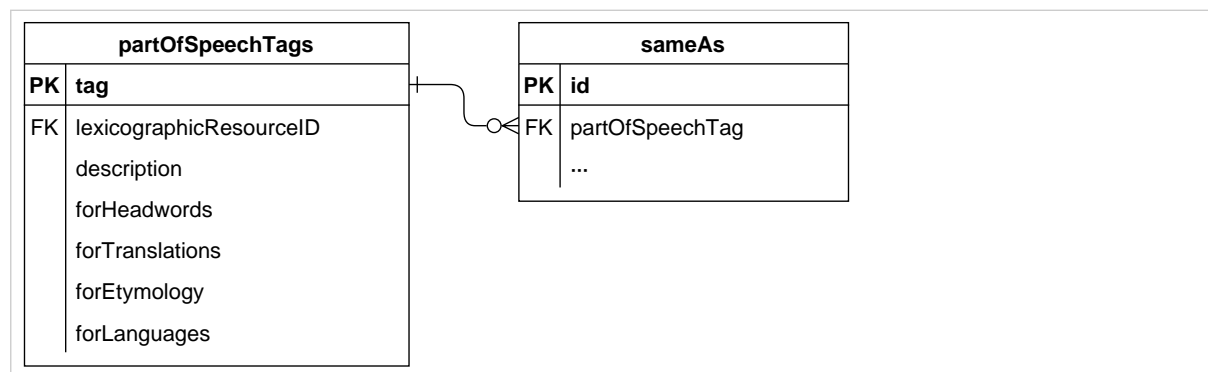 partOfSpeechTags
PK tag
FK lexicographicResourceID
description
forHeadwords
forTranslations
forEtymology
forLanguages
sameAs
PK id
FK partOfSpeechTag
...